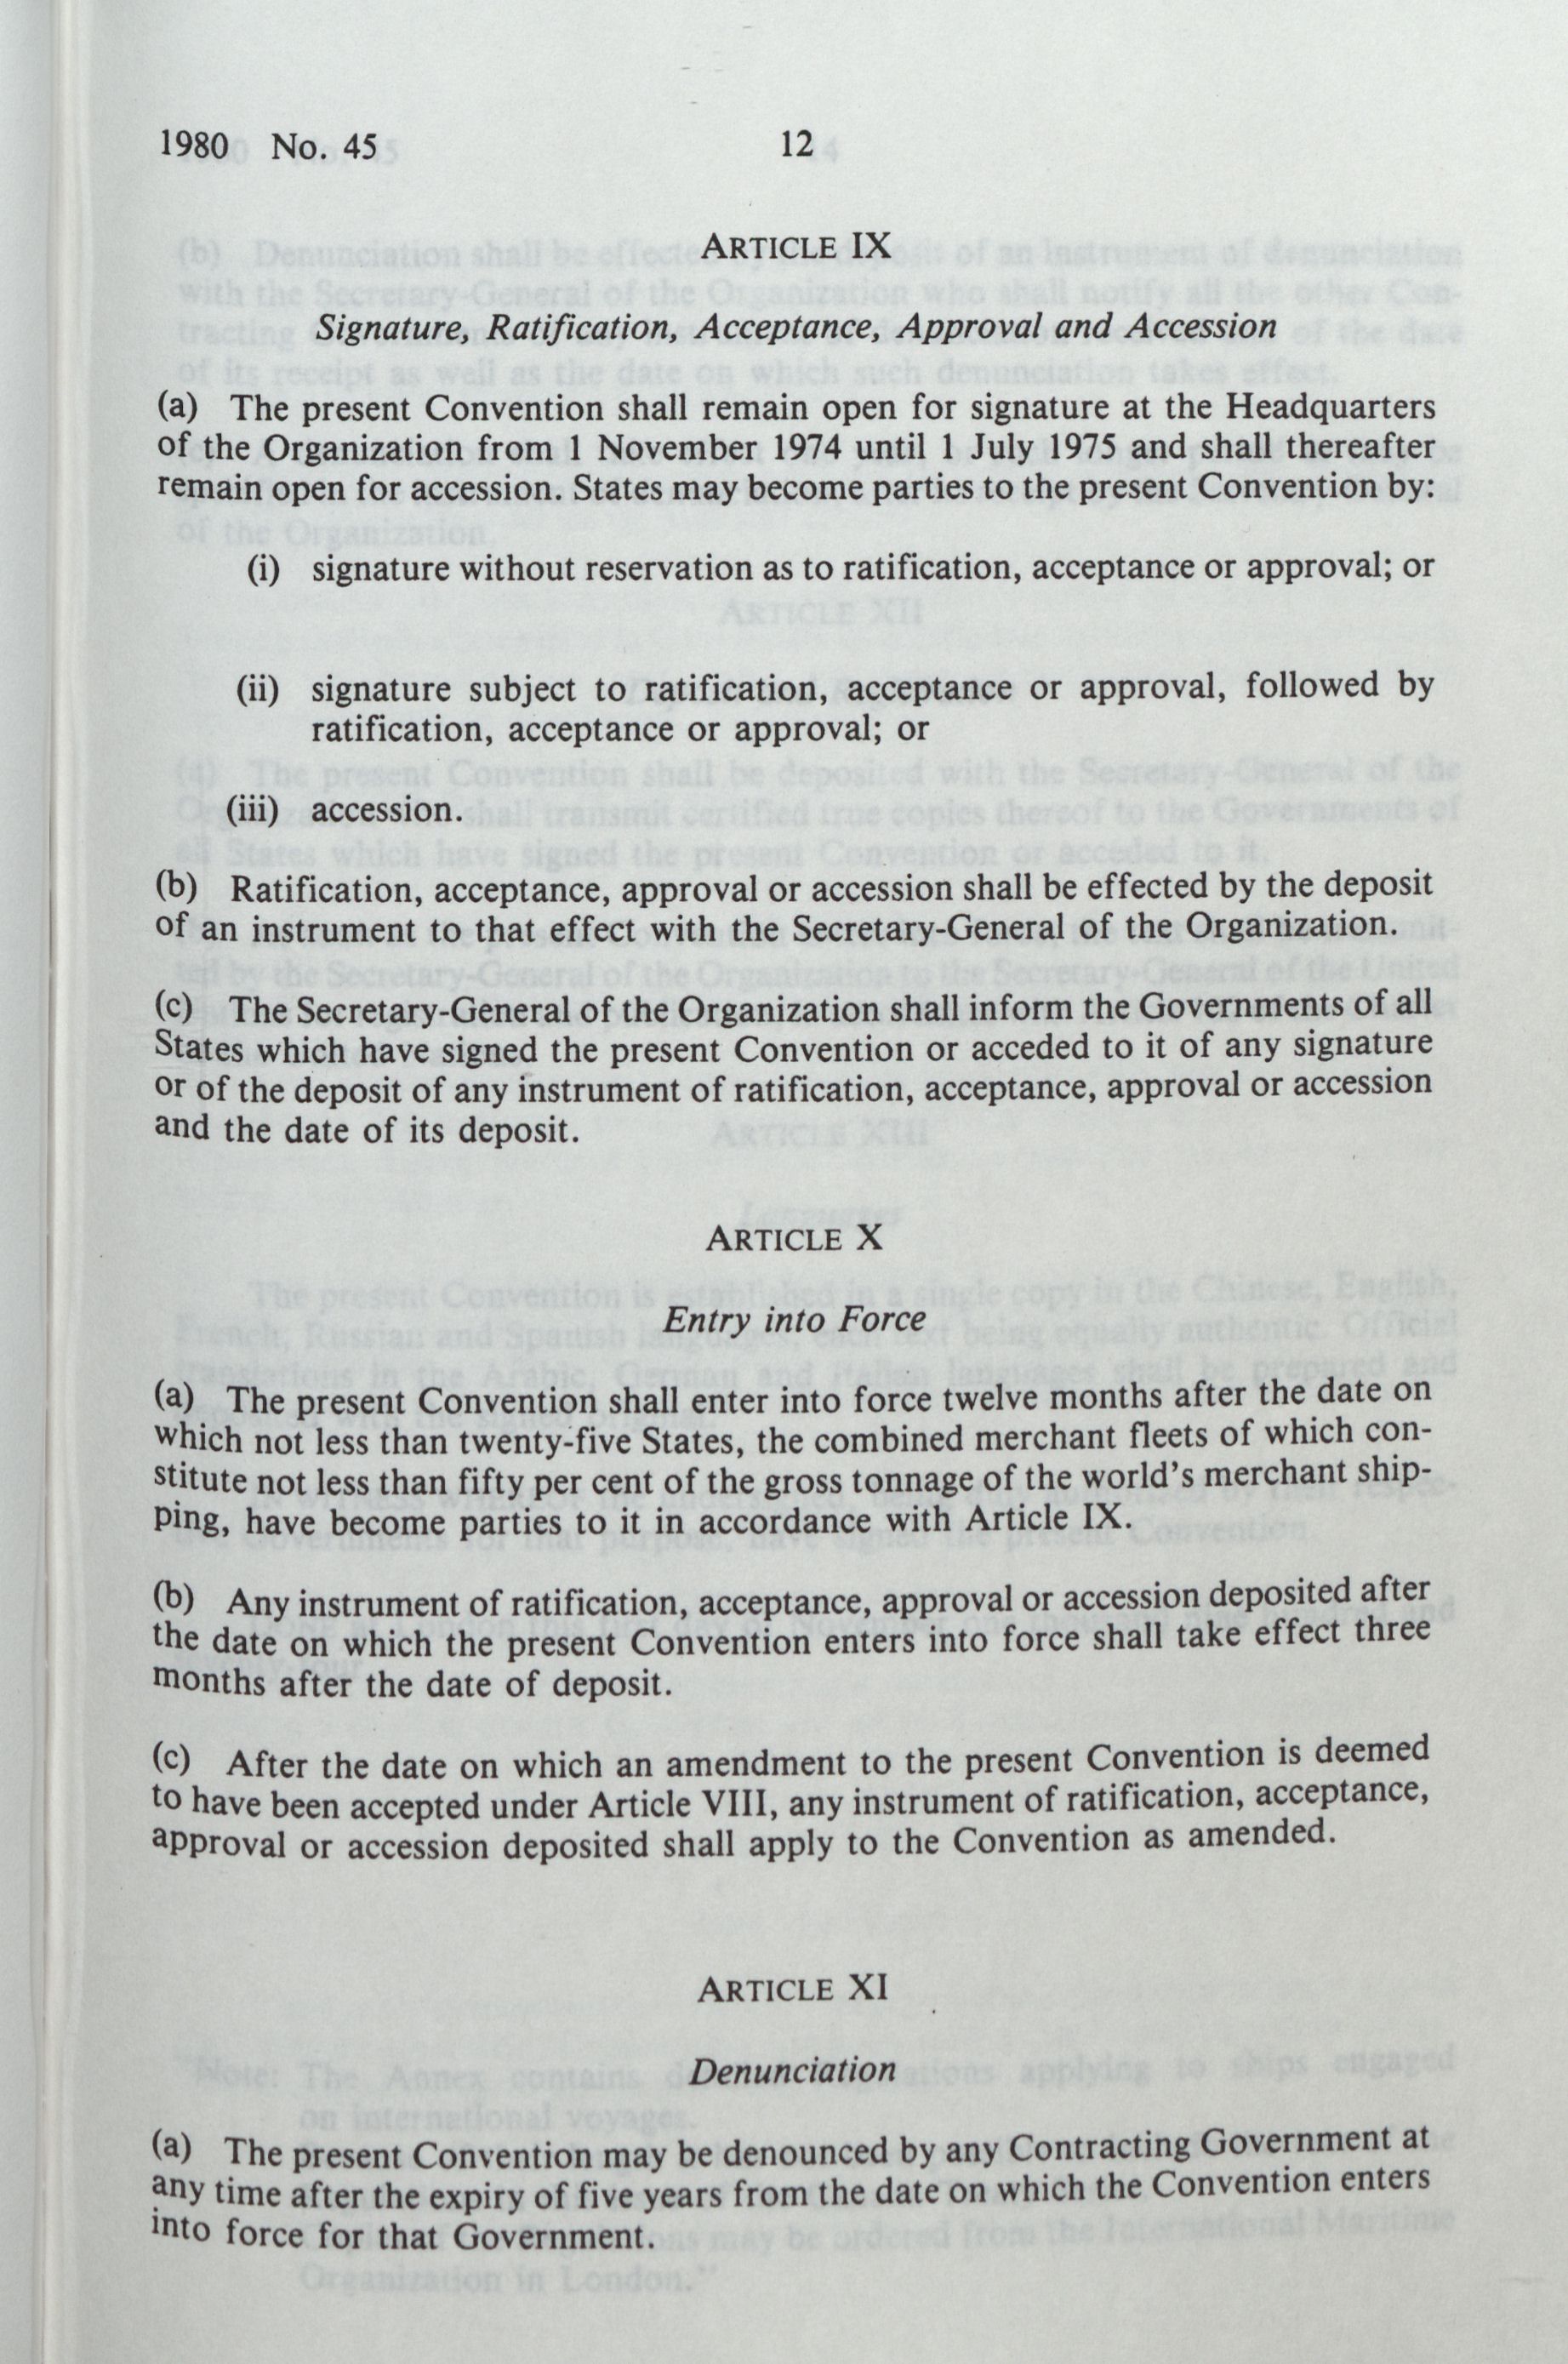 1980 No. 45
12
ARTICLE IX
Signature, Ratification, Acceptance, Approval and Accession
(a) The present Convention shall remain open for signature at the Headquarters
of the Organization from 1 November 1974 until 1 July 1975 and shall thereafter
remain open for accession. States may become parties to the present Convention by:
(i) signature without reservation as to ratification, acceptance or approval; or
(ii) signature subject to ratification, acceptance or approval, followed by
ratification, acceptance or approval; or
(iii) accession.
(b) Ratification, acceptance, approval or accession shall be effected by the deposit
of an instrument to that effect with the Secretary-General of the Organization.
(c) The Secretary-General of the Organization shall inform the Governments of all
States which have signed the present Convention or acceded to it of any signature
or of the deposit of any instrument of ratification, acceptance, approval or accession
and the date of its deposit.
ARTICLE X
Entry into Force
(a) The present Convention shall enter into force twelve months after the date on
which not less than twenty-five States, the combined merchant fleets of which con-
stitute not less than fifty per cent of the gross tonnage of the world's merchant ship-
ping, have become parties to it in accordance with Article IX.
(b) Any instrument of ratification, acceptance, approval or accession deposited after
the date on which the present Convention enters into force shall take effect three
months after the date of deposit.
(c) After the date on which an amendment to the present Convention is deemed
to have been accepted under Article VIII, any instrument of ratification, acceptance,
approval or accession deposited shall apply to the Convention as amended.
ARTICLE XI
Denunciation
(a) The present Convention may be denounced by any Contracting Government at
any time after the expiry of five years from the date on which the Convention enters
into force for that Government.